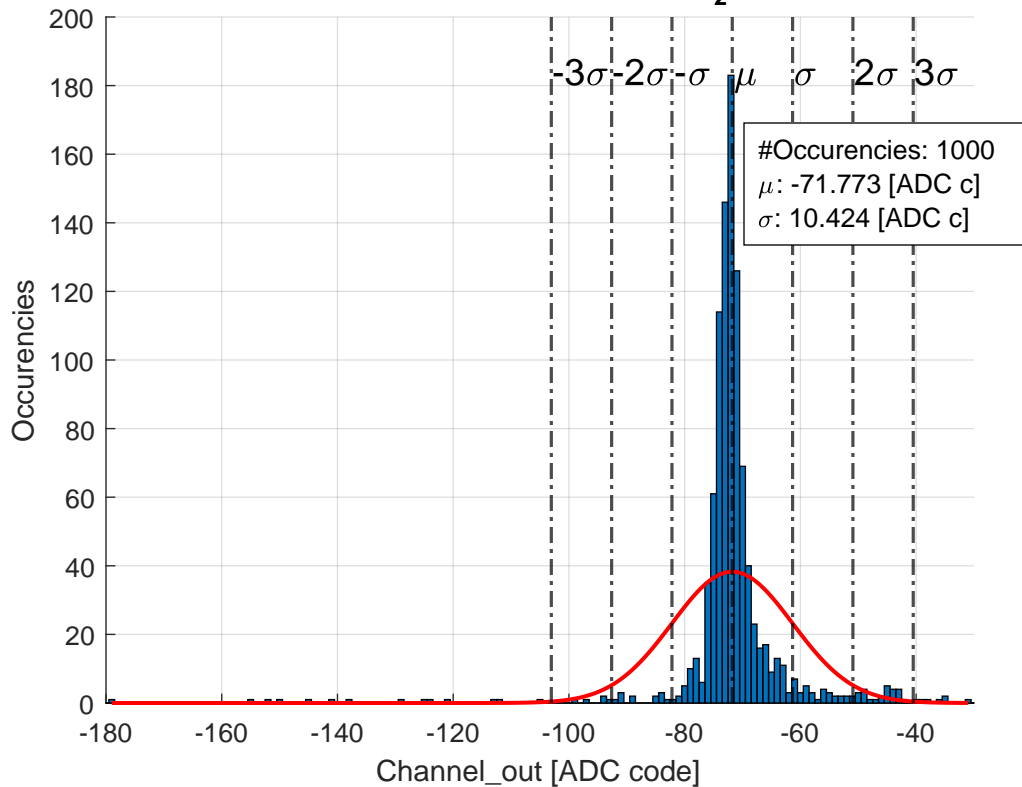 2
200
180
160
140
120
100
80
60
40
20
0
-3σ -2σ -σ μ σ 2σ 3σ
#Occurencies: 1000
μ: -71.773 [ADC c]
σ: 10.424 [ADC c]
Occurencies
-180 -160 -140 -120 -100 -80 -60 -40
Channel_out [ADC code]